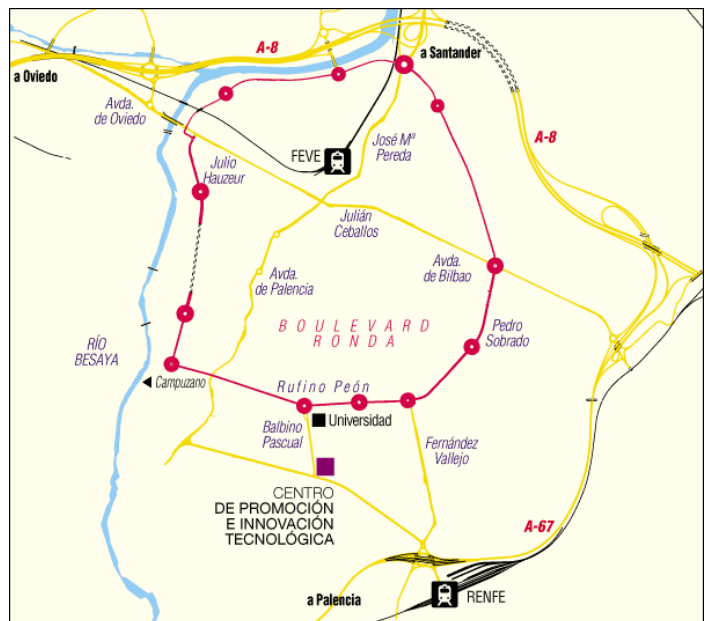 A-8
a Oviedo
a Santander
Avda.
de Oviedo
A-8
José Mª
Pereda
FEVE
Julio
Hauzeur
Julián
Ceballos
Avda.
de Bilbao
Avda.
de Palencia
BOULEVARD
RONDA
Pedro
Sobrado
RÍO
BESAYA
Campuzano
Rufino Peón
Universidad
Balbino
Pascual
Fernández
Vallejo
CENTRO
DE PROMOCIÓN
E INNOVACIÓN
TECNOLÓGICA
A-67
a Palencia
RENFE